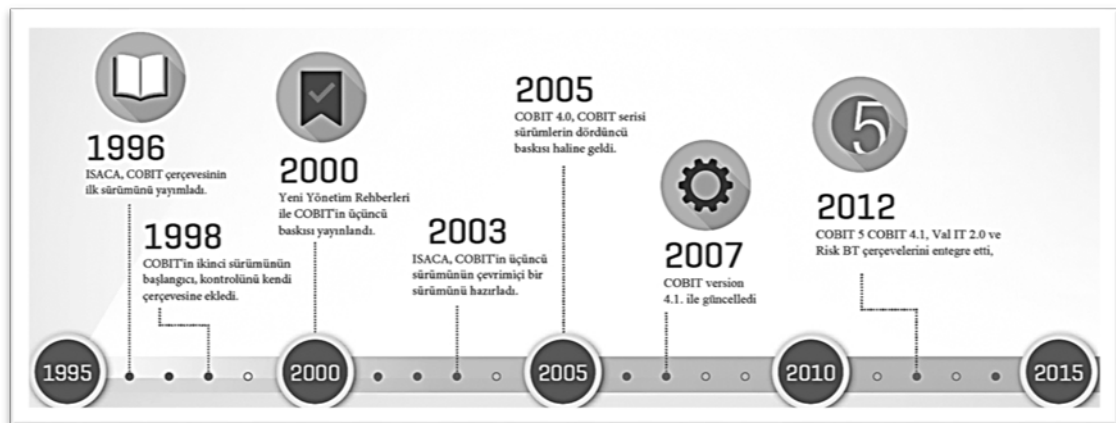 1996
ISACA, COBIT çerçevesinin
ilk sürümünü yayımladı.
1998
COBIT'in ikinci sürümünün
başlangıcı, kontrolünü kendi
çerçevesine ekledi.
2000
Yeni Yönetim Rehberleri
ile COBIT'in üçüncü
baskısı yayınlandı.
2003
ISACA, COBIT'in üçüncü
sürümünün çevrimiçi bir
sürümünü hazırladı.
2005
COBIT 4.0, COBIT serisi
sürümlerin dördüncü
baskısı haline geldi.
2007
COBIT version
4.1. ile güncelledi
5
2012
COBIT 5 COBIT 4.1, Val IT 2.0 ve
Risk BT çerçevelerini entegre etti,
1995 2000 2005 2010 2015